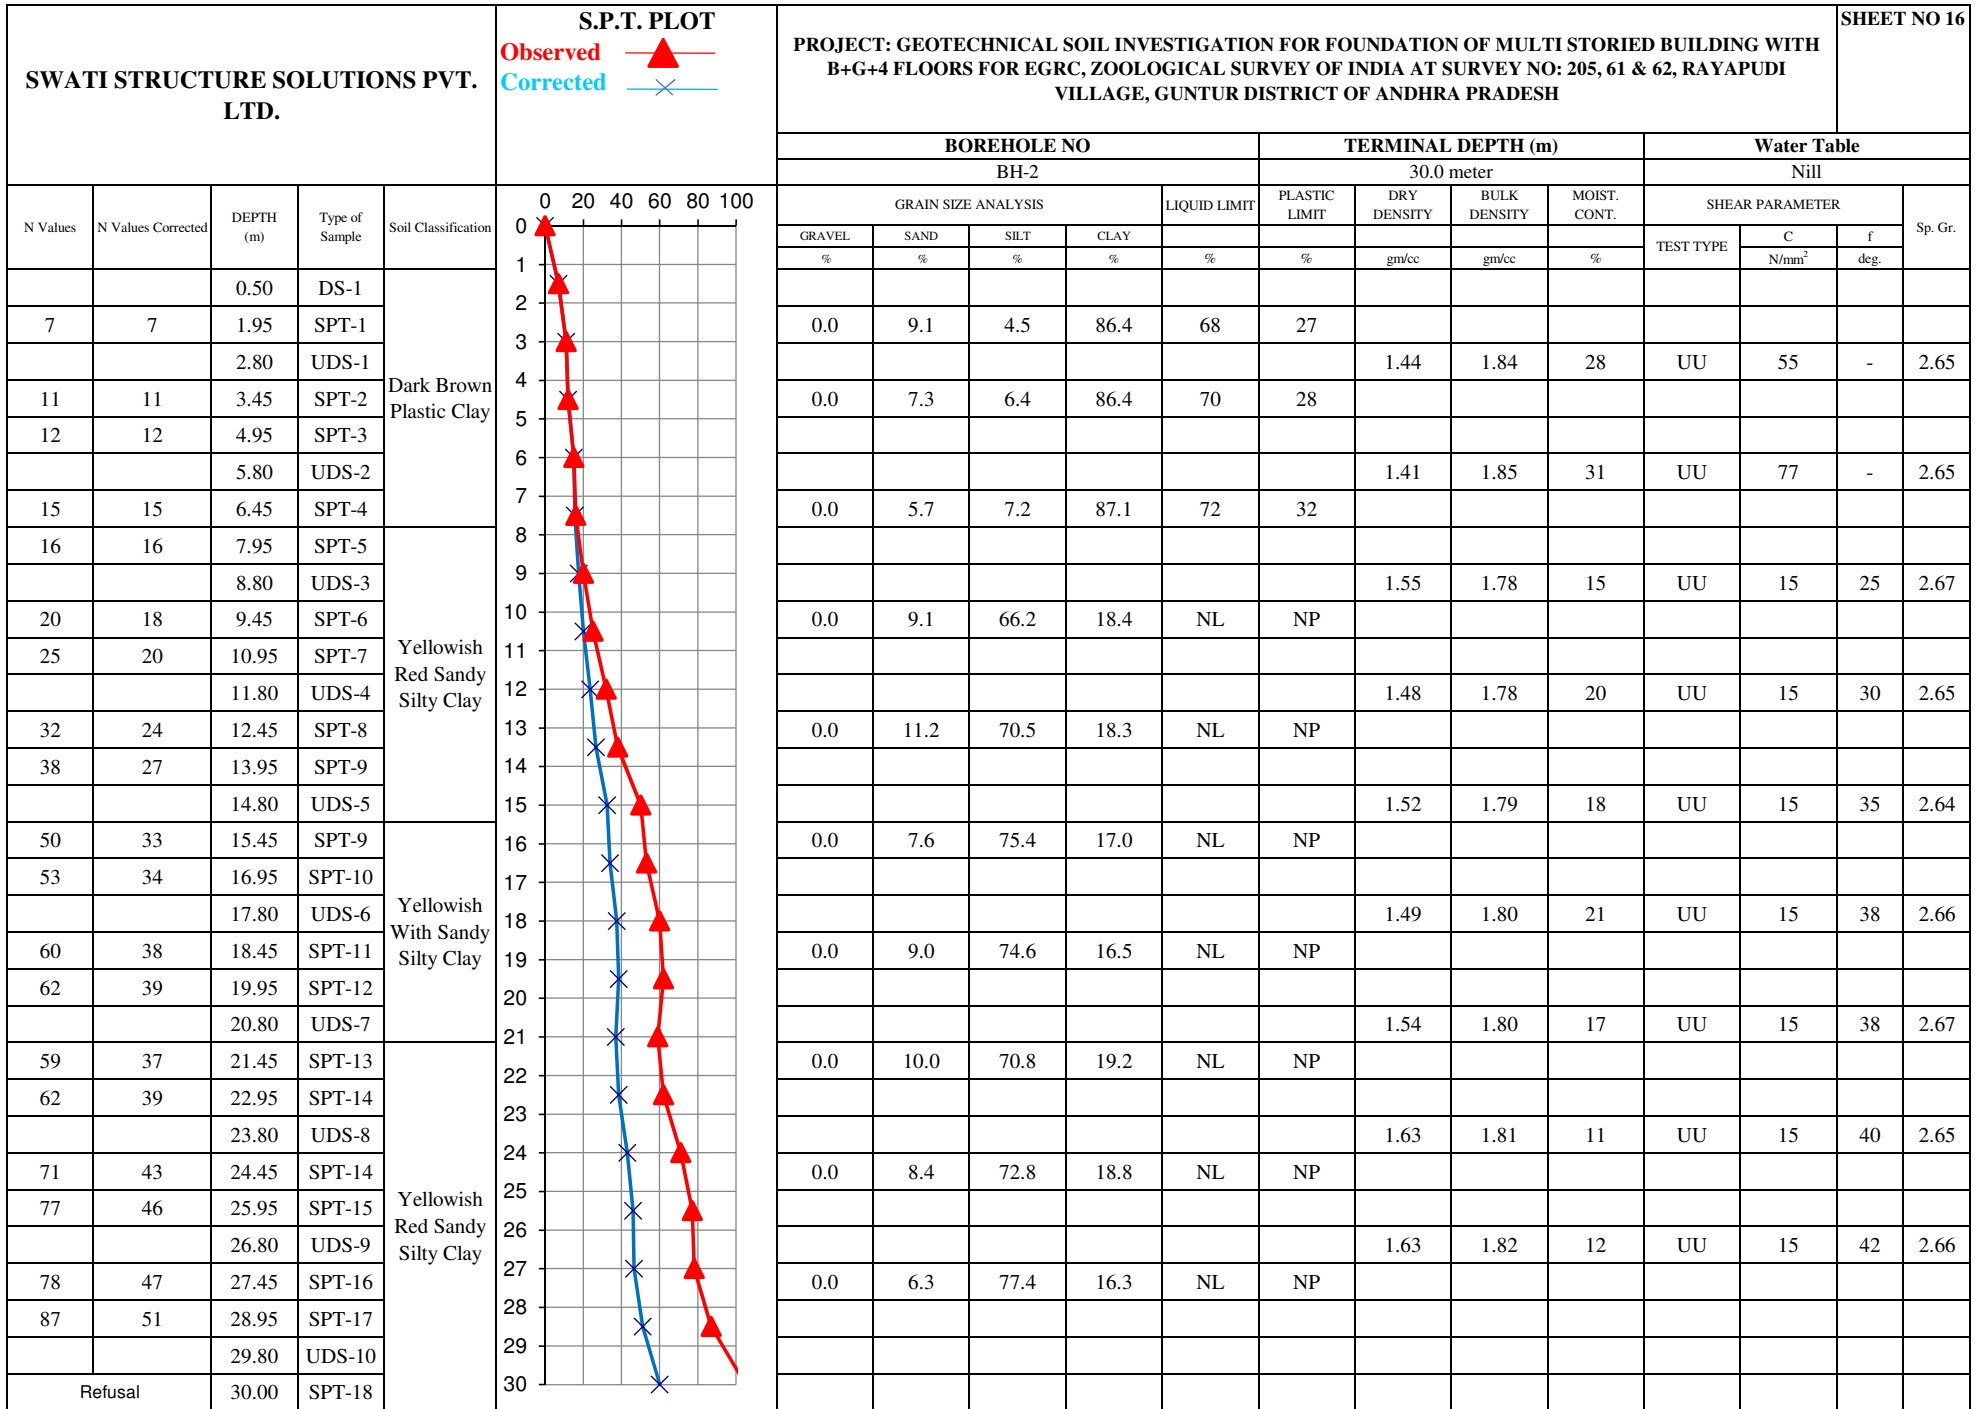 SWATI STRUCTURE SOLUTIONS PVT.
LTD.
S.P.T. PLOT
Observed
Corrected
PROJECT: GEOTECHNICAL SOIL INVESTIGATION FOR FOUNDATION OF MULTI STORIED BUILDING WITH
B+G+4 FLOORS FOR EGRC, ZOOLOGICAL SURVEY OF INDIA AT SURVEY NO: 205, 61 & 62, RAYAPUDI
VILLAGE, GUNTUR DISTRICT OF ANDHRA PRADESH
SHEET NO 16
BOREHOLE NO TERMINAL DEPTH (m) Water Table
BH-2 30.0 meter Nill
N Values N Values Corrected DEPTH (m) Type of Sample Soil Classification
0 20 40 60 80 100
GRAIN SIZE ANALYSIS LIQUID LIMIT PLASTIC LIMIT DRY DENSITY BULK DENSITY MOIST. CONT. SHEAR PARAMETER Sp. Gr.
GRAVEL SAND SILT CLAY TEST TYPE C f
% % % % % % gm/cc gm/cc % N/mm² deg.
0.50 DS-1
7 7 1.95 SPT-1 0.0 9.1 4.5 86.4 68 27
2.80 UDS-1 1.44 1.84 28 UU 55 - 2.65
Dark Brown
Plastic Clay
11 11 3.45 SPT-2 0.0 7.3 6.4 86.4 70 28
12 12 4.95 SPT-3
5.80 UDS-2 1.41 1.85 31 UU 77 - 2.65
15 15 6.45 SPT-4 0.0 5.7 7.2 87.1 72 32
16 16 7.95 SPT-5
8.80 UDS-3 1.55 1.78 15 UU 15 25 2.67
20 18 9.45 SPT-6 0.0 9.1 66.2 18.4 NL NP
Yellowish
Red Sandy
Silty Clay
25 20 10.95 SPT-7
11.80 UDS-4 1.48 1.78 20 UU 15 30 2.65
32 24 12.45 SPT-8 0.0 11.2 70.5 18.3 NL NP
38 27 13.95 SPT-9
14.80 UDS-5 1.52 1.79 18 UU 15 35 2.64
50 33 15.45 SPT-9 0.0 7.6 75.4 17.0 NL NP
53 34 16.95 SPT-10
Yellowish
With Sandy
Silty Clay
17.80 UDS-6 1.49 1.80 21 UU 15 38 2.66
60 38 18.45 SPT-11 0.0 9.0 74.6 16.5 NL NP
62 39 19.95 SPT-12
20.80 UDS-7 1.54 1.80 17 UU 15 38 2.67
59 37 21.45 SPT-13 0.0 10.0 70.8 19.2 NL NP
62 39 22.95 SPT-14
23.80 UDS-8 1.63 1.81 11 UU 15 40 2.65
71 43 24.45 SPT-14 0.0 8.4 72.8 18.8 NL NP
77 46 25.95 SPT-15
Yellowish
Red Sandy
Silty Clay
26.80 UDS-9 1.63 1.82 12 UU 15 42 2.66
78 47 27.45 SPT-16 0.0 6.3 77.4 16.3 NL NP
87 51 28.95 SPT-17
29.80 UDS-10
Refusal 30.00 SPT-18
0
1
2
3
4
5
6
7
8
9
10
11
12
13
14
15
16
17
18
19
20
21
22
23
24
25
26
27
28
29
30